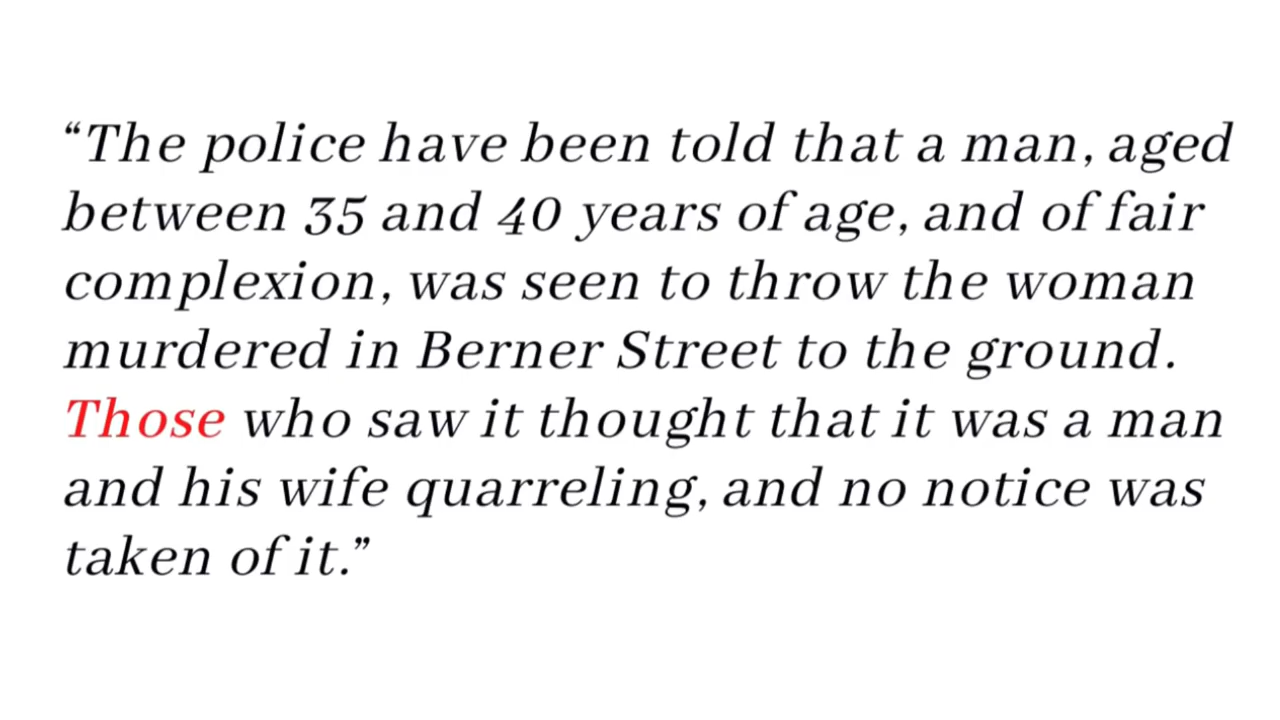 “The police have been told that a man, aged
between 35 and 40 years of age, and of fair
complexion, was seen to throw the woman
murdered in Berner Street to the ground.
Those who saw it thought that it was a man
and his wife quarreling, and no notice was
taken of it.”